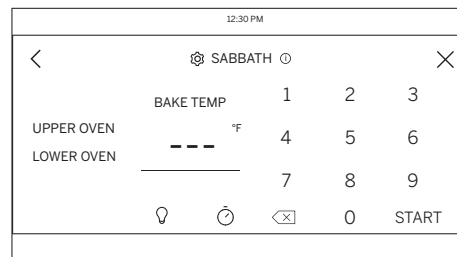 12:30 PM
SABBATH
BAKE TEMP
UPPER OVEN
LOWER OVEN
--- °F
1 2 3
4 5 6
7 8 9
0 START